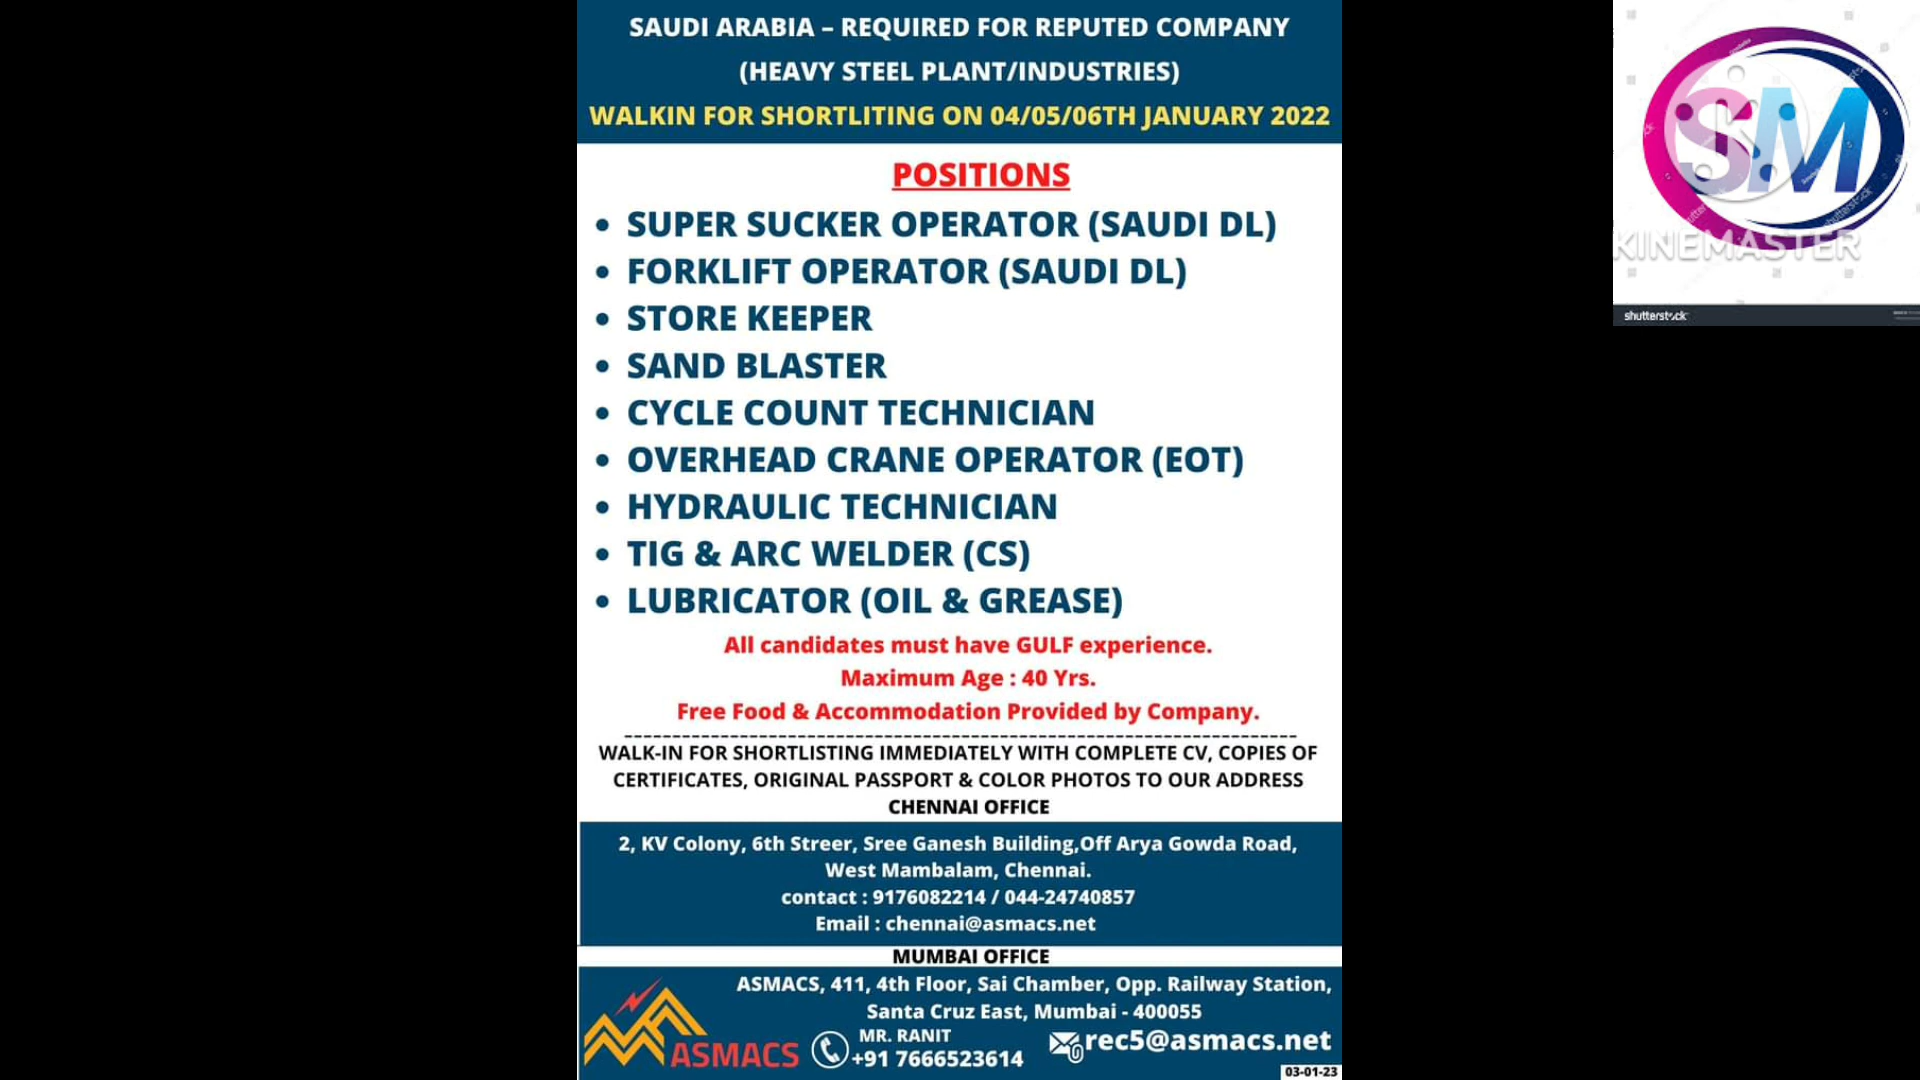 SAUDI ARABIA – REQUIRED FOR REPUTED COMPANY
(HEAVY STEEL PLANT/INDUSTRIES)
WALKIN FOR SHORTLITING ON 04/05/06TH JANUARY 2022
POSITIONS
• SUPER SUCKER OPERATOR (SAUDI DL)
• FORKLIFT OPERATOR (SAUDI DL)
• STORE KEEPER
• SAND BLASTER
• CYCLE COUNT TECHNICIAN
• OVERHEAD CRANE OPERATOR (EOT)
• HYDRAULIC TECHNICIAN
• TIG & ARC WELDER (CS)
• LUBRICATOR (OIL & GREASE)
All candidates must have GULF experience.
Maximum Age : 40 Yrs.
Free Food & Accommodation Provided by Company.
WALK-IN FOR SHORTLISTING IMMEDIATELY WITH COMPLETE CV, COPIES OF
CERTIFICATES, ORIGINAL PASSPORT & COLOR PHOTOS TO OUR ADDRESS
CHENNAI OFFICE
2, KV Colony, 6th Streer, Sree Ganesh Building,Off Arya Gowda Road,
West Mambalam, Chennai.
contact : 9176082214 / 044-24740857
Email : chennai@asmacs.net
MUMBAI OFFICE
ASMACS, 411, 4th Floor, Sai Chamber, Opp. Railway Station,
Santa Cruz East, Mumbai - 400055
MR. RANIT
+91 7666523614
rec5@asmacs.net
ASMACS
03-01-23
SM
KINEMASTER
shutterstock